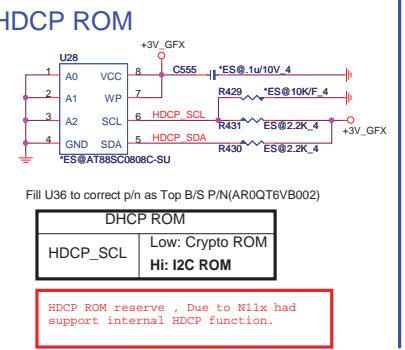 HDCP ROM
+3V_GFX
U28
C555 *ES@.1u/10V_4
1 A0 VCC 8
2 A1 WP 7
3 A2 SCL 6 HDCP_SCL
4 GND SDA 5 HDCP_SDA
*ES@AT88SC0808C-SU
R429 *ES@10K/F_4
R431 ES@2.2K_4
+3V_GFX
R430 ES@2.2K_4
Fill U36 to correct p/n as Top B/S P/N(AR0QT6VB002)
DHCP ROM
HDCP_SCL
Low: Crypto ROM
Hi: I2C ROM
HDCP ROM reserve , Due to N11x had
support internal HDCP function.